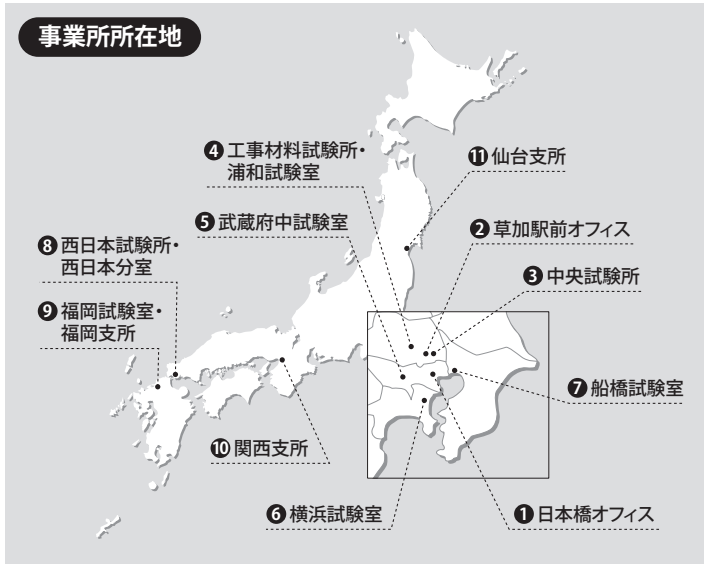 事業所所在地
❹工事材料試験所・
浦和試験室
⓫仙台支所
❺武蔵府中試験室
❷草加駅前オフィス
❽西日本試験所・
西日本分室
❸中央試験所
❾福岡試験室・
福岡支所
❼船橋試験室
❿関西支所
❻横浜試験室
❶日本橋オフィス